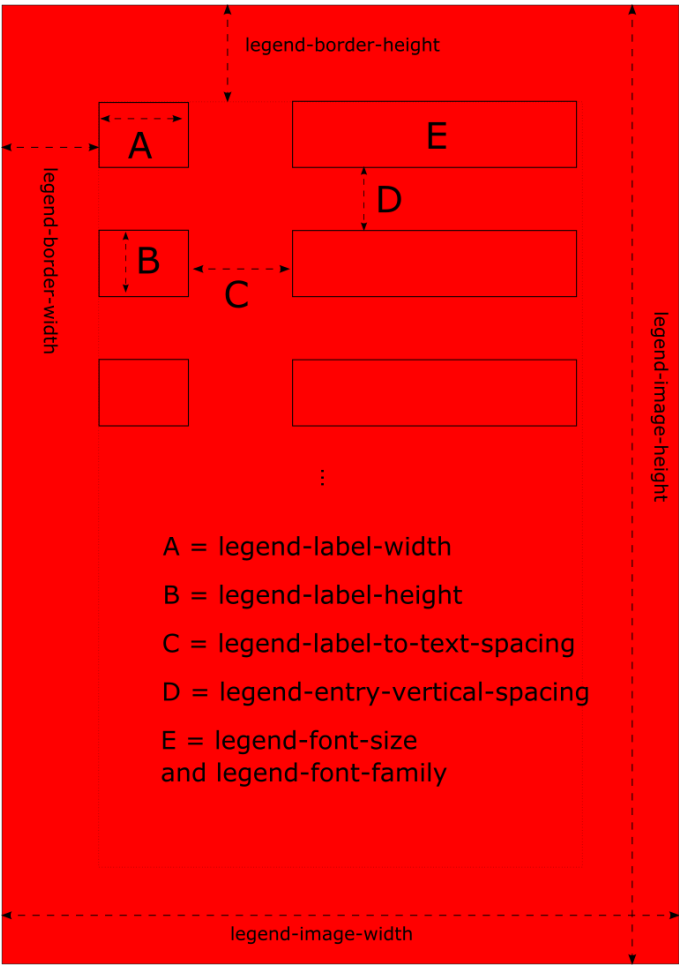 legend-border-height
A
E
D
legend-border-width
B
C
legend-image-height
⋮
A = legend-label-width
B = legend-label-height
C = legend-label-to-text-spacing
D = legend-entry-vertical-spacing
E = legend-font-size
and legend-font-family
legend-image-width